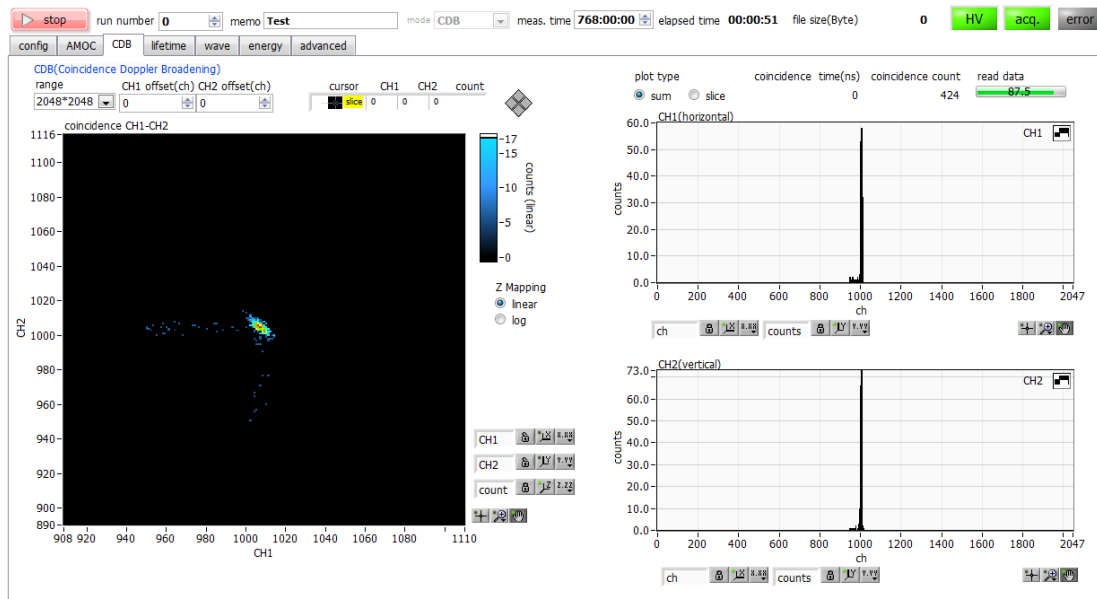 stop run number 0 memo Test mode CDB meas. time 768:00:00 elapsed time 00:00:51 file size(Byte) 0 HV acq. error
config AMOC CDB lifetime wave energy advanced
CDB(Coincidence Doppler Broadening)
range CH1 offset(ch) CH2 offset(ch) cursor CH1 CH2 count
2048*2048 0 0 slice 0 0 0
plot type coincidence time(ns) coincidence count read data
sum slice 0 424 87.5
coincidence CH1-CH2
1116
1100
1080
1060
1040
1020
1000
980
960
940
920
900
890
CH2
908 920 940 960 980 1000 1020 1040 1060 1080 1110
CH1
17
15
10
5
0
counts (linear)
Z Mapping
linear
log
CH1 X.XX
CH2 Y.YY
count Z.ZZ
CH1(horizontal)
CH1
60.0
50.0
40.0
30.0
20.0
10.0
0.0
counts
0 200 400 600 800 1000 1200 1400 1600 1800 2047
ch
ch X.XX counts Y.YY
CH2(vertical)
CH2
73.0
60.0
50.0
40.0
30.0
20.0
10.0
0.0
counts
0 200 400 600 800 1000 1200 1400 1600 1800 2047
ch
ch X.XX counts Y.YY